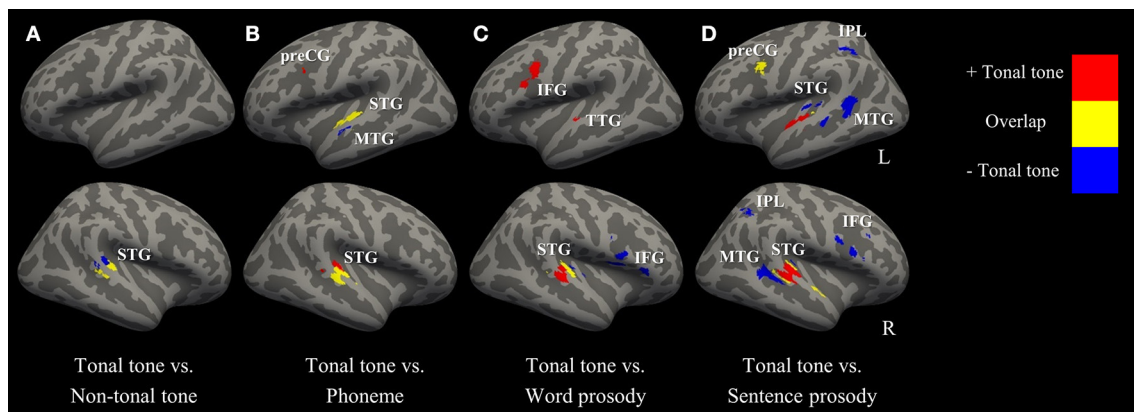 A
B
C
D
preCG
STG
MTG
IFG
TTG
preCG
IPL
STG
MTG
L
STG
STG
STG
IFG
IPL
MTG
STG
IFG
R
Tonal tone vs.
Non-tonal tone
Tonal tone vs.
Phoneme
Tonal tone vs.
Word prosody
Tonal tone vs.
Sentence prosody
+ Tonal tone
Overlap
- Tonal tone